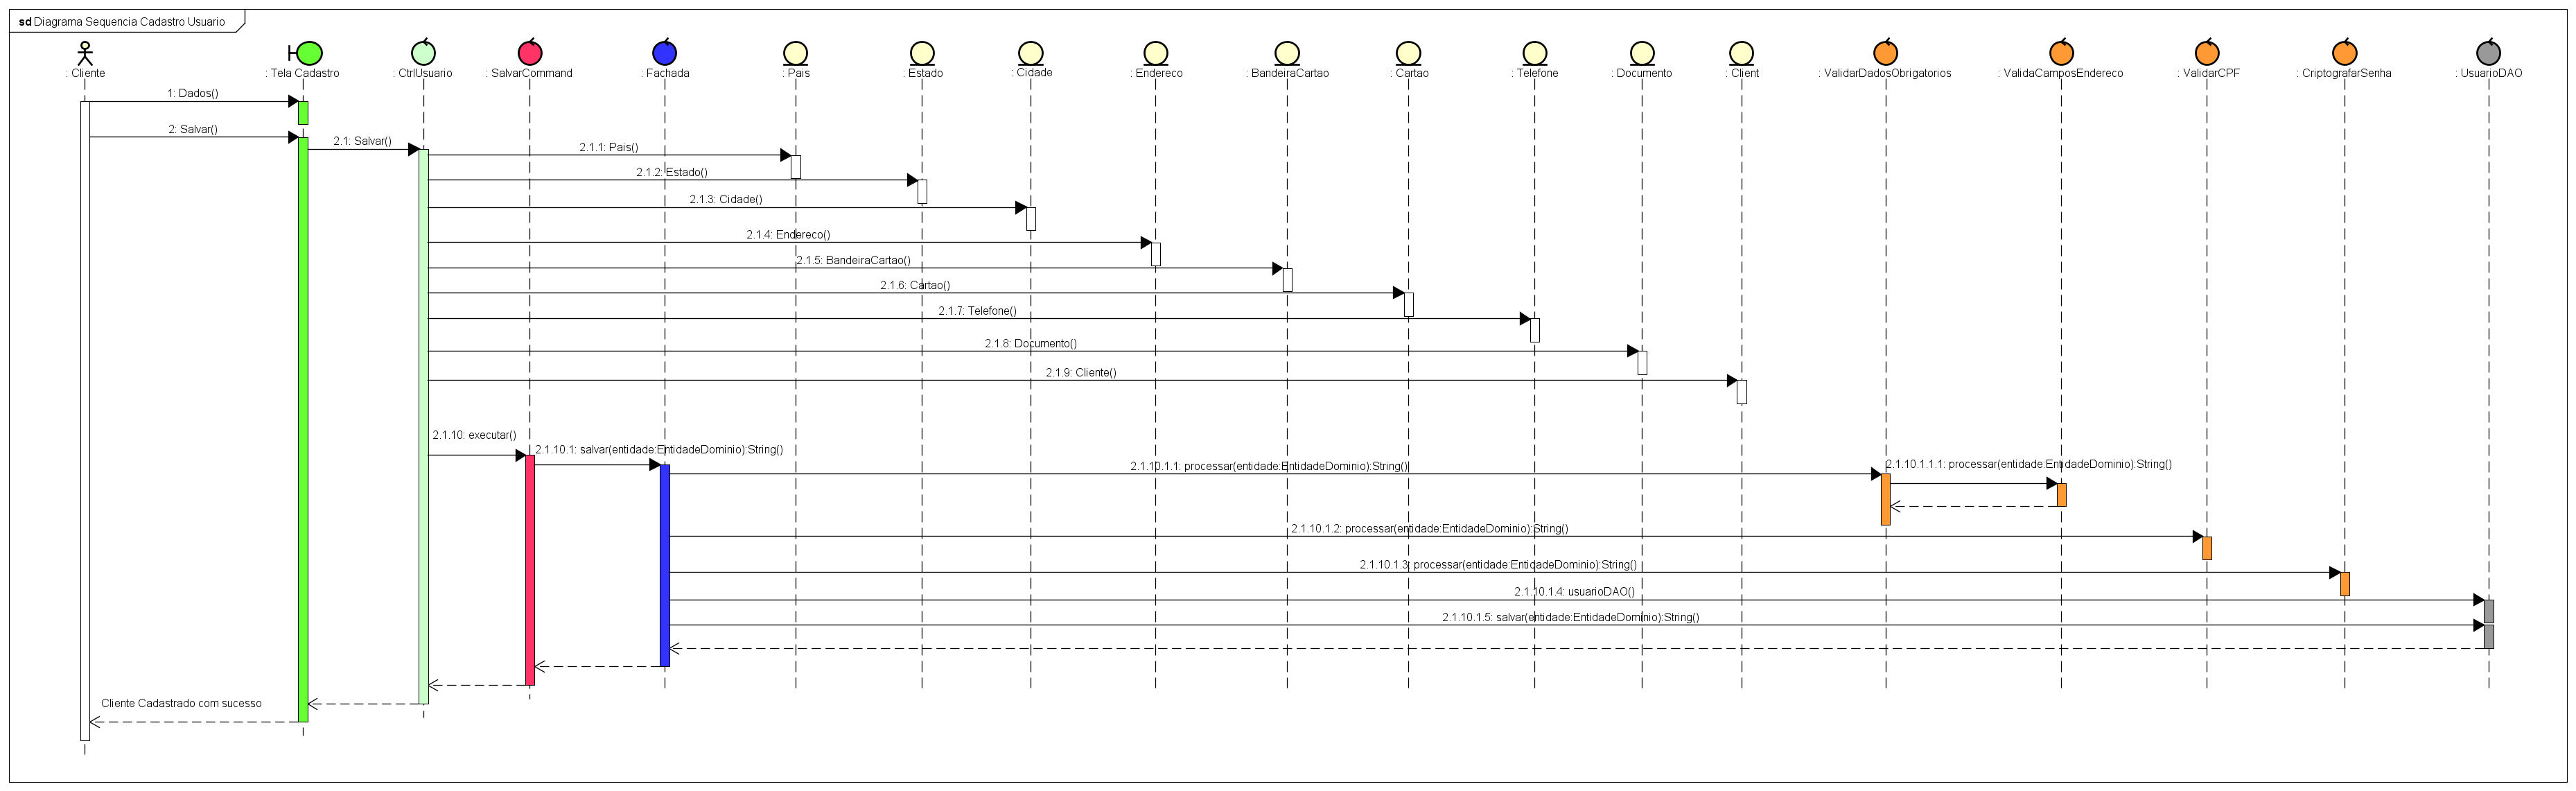 sd Diagrama Sequencia Cadastro Usuario
: Cliente
: Tela Cadastro
: CtrlUsuario
: SalvarCommand
: Fachada
: Pais
: Estado
: Cidade
: Endereco
: BandeiraCartao
: Cartao
: Telefone
: Documento
: Client
: ValidarDadosObrigatorios
: ValidaCamposEndereco
: ValidarCPF
: CriptografarSenha
: UsuarioDAO
1: Dados()
2: Salvar()
2.1: Salvar()
2.1.1: Pais()
2.1.2: Estado()
2.1.3: Cidade()
2.1.4: Endereco()
2.1.5: BandeiraCartao()
2.1.6: Cartao()
2.1.7: Telefone()
2.1.8: Documento()
2.1.9: Cliente()
2.1.10: executar()
2.1.10.1: salvar(entidade:EntidadeDominio):String()
2.1.10.1.1: processar(entidade:EntidadeDominio):String()
2.1.10.1.1.1: processar(entidade:EntidadeDominio):String()
2.1.10.1.2: processar(entidade:EntidadeDominio):String()
2.1.10.1.3: processar(entidade:EntidadeDominio):String()
2.1.10.1.4: usuarioDAO()
2.1.10.1.5: salvar(entidade:EntidadeDominio):String()
Cliente Cadastrado com sucesso